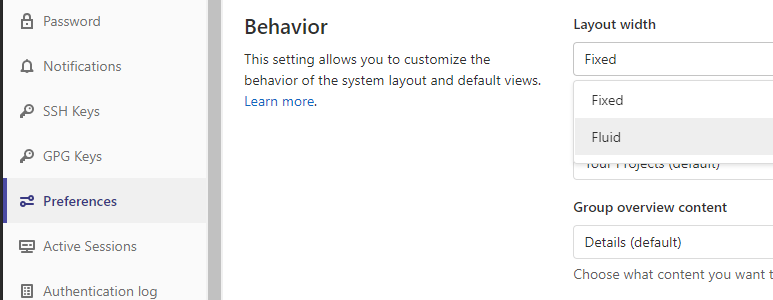 Password
Notifications
SSH Keys
GPG Keys
Preferences
Active Sessions
Authentication log
Behavior
This setting allows you to customize the
behavior of the system layout and default views.
Learn more.
Layout width
Fixed
Fixed
Fluid
Your Projects (default)
Group overview content
Details (default)
Choose what content you want t